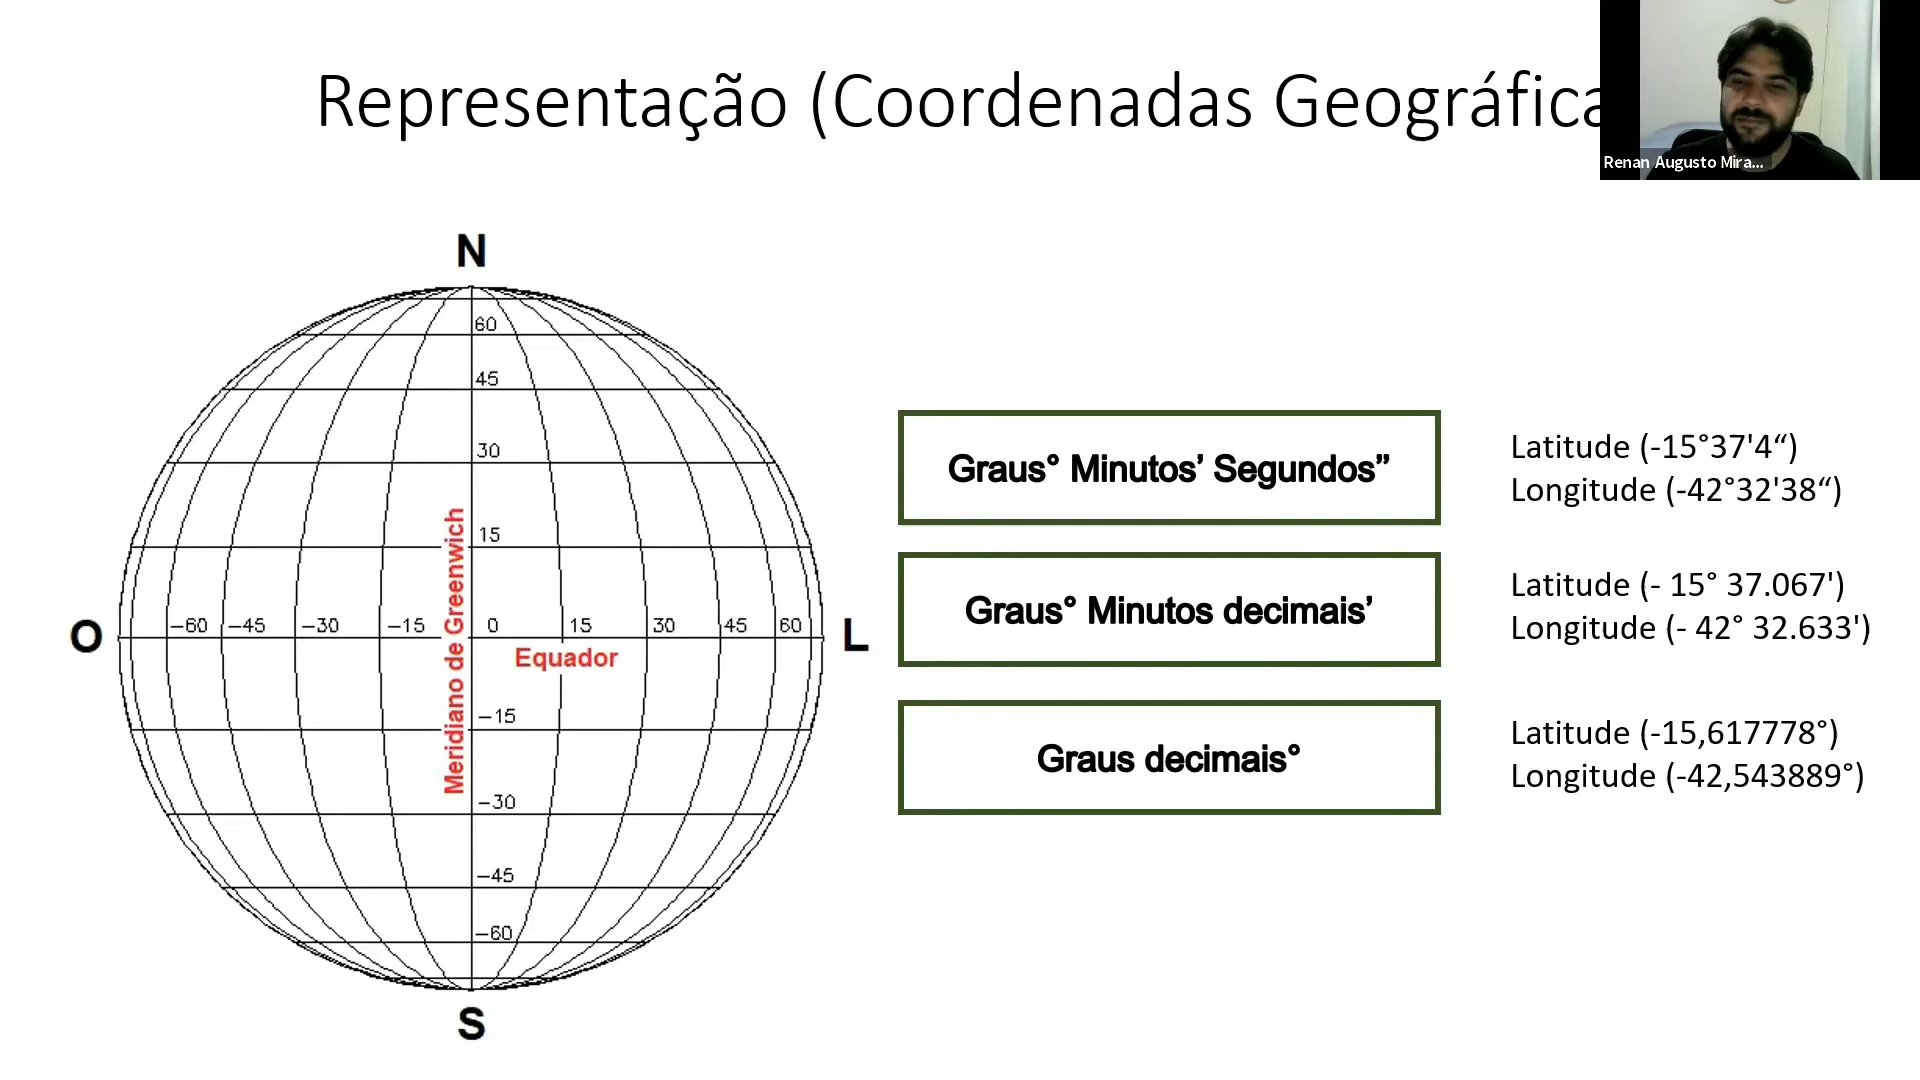 Representação (Coordenadas Geográfica
Renan Augusto Mira...
N
60
45
30
15
O
−60 −45 −30 −15 0 15 30 45 60
L
Meridiano de Greenwich
Equador
−15
−30
−45
−60
S
Graus° Minutos’ Segundos”
Latitude (-15°37'4“)
Longitude (-42°32'38“)
Graus° Minutos decimais’
Latitude (- 15° 37.067')
Longitude (- 42° 32.633')
Graus decimais°
Latitude (-15,617778°)
Longitude (-42,543889°)